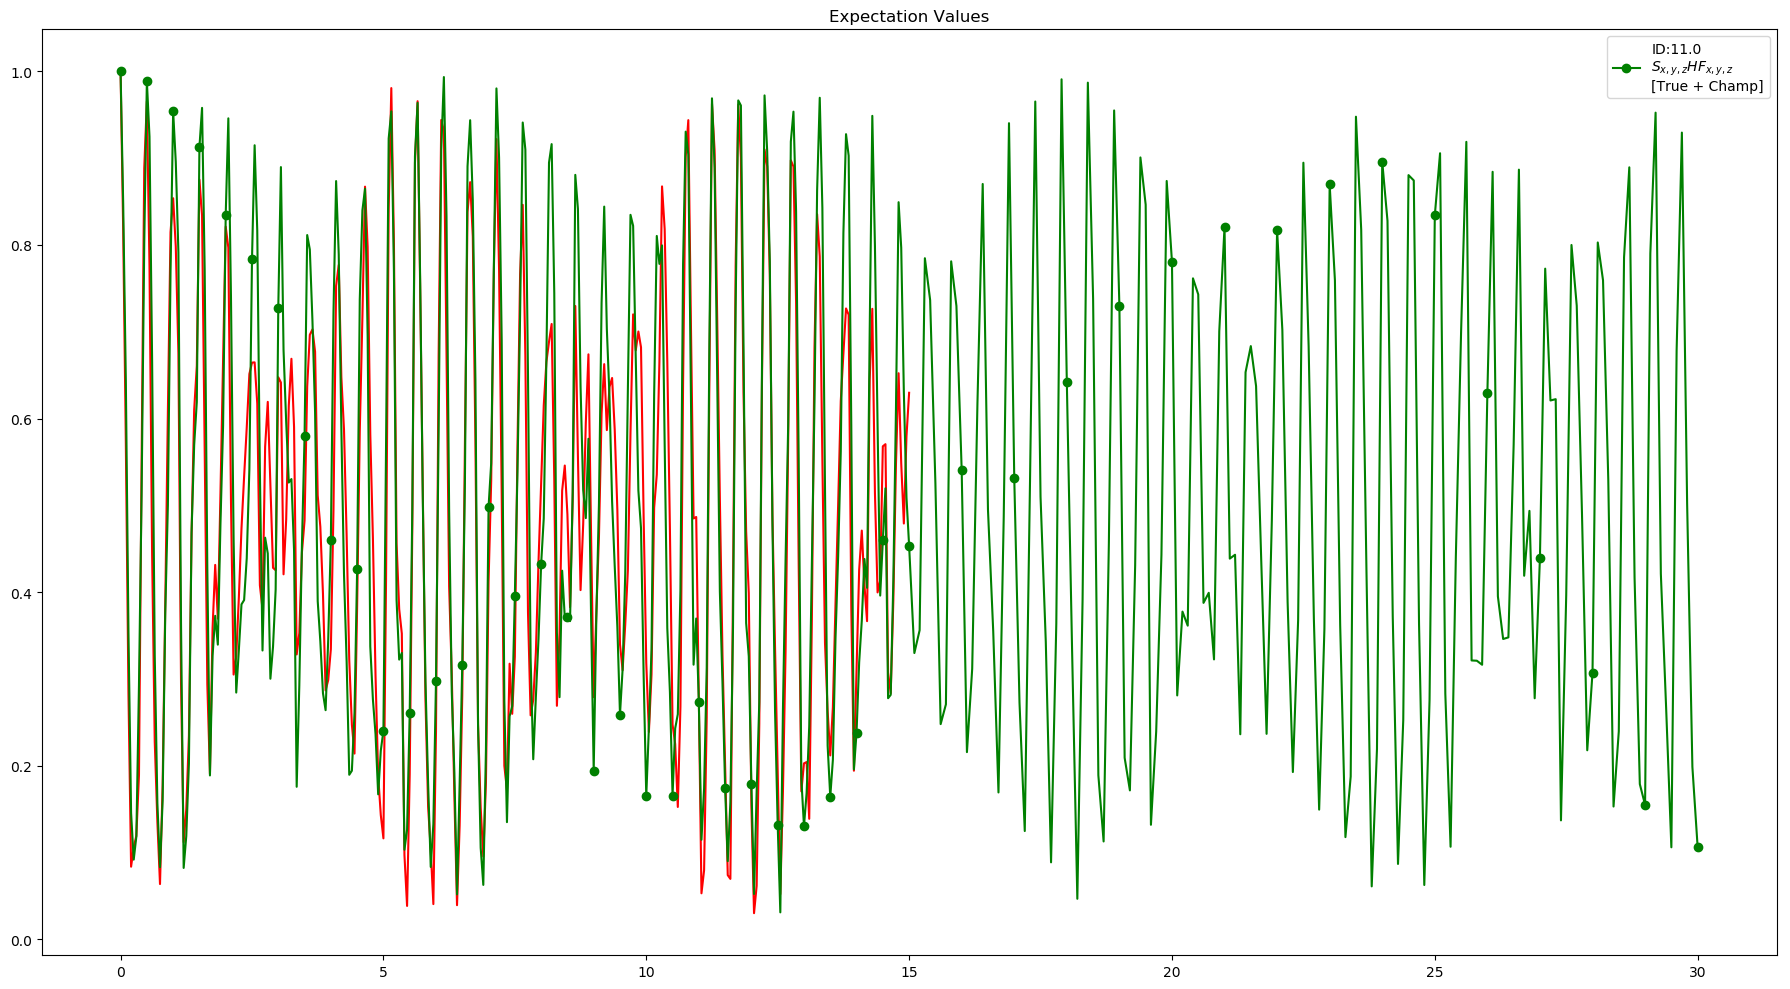 Expectation Values
ID:11.0
S_{x,y,z}HF_{x,y,z}
[True + Champ]
1.0
0.8
0.6
0.4
0.2
0.0
0 5 10 15 20 25 30